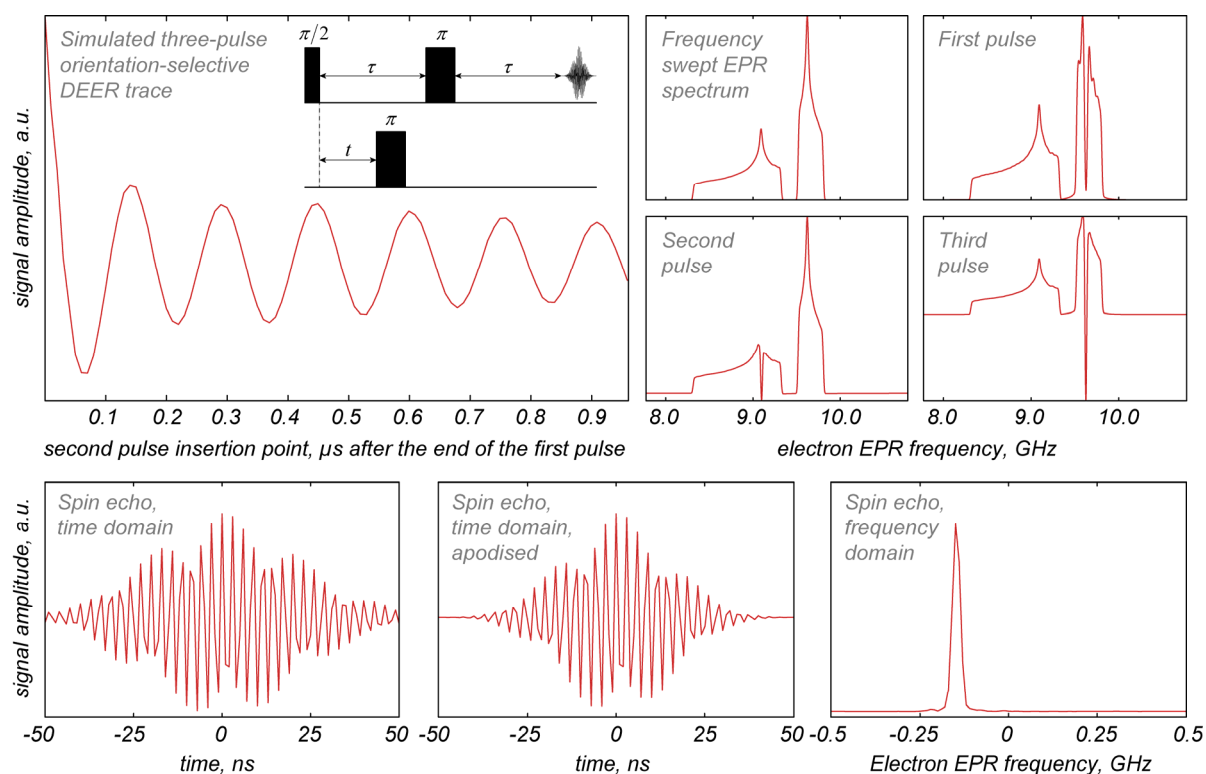 Simulated three-pulse
orientation-selective
DEER trace
π/2
π
τ
τ
π
t
signal amplitude, a.u.
0.1 0.2 0.3 0.4 0.5 0.6 0.7 0.8 0.9
second pulse insertion point, µs after the end of the first pulse
Frequency
swept EPR
spectrum
First pulse
Second
pulse
Third
pulse
8.0 9.0 10.0
8.0 9.0 10.0
electron EPR frequency, GHz
Spin echo,
time domain
signal amplitude, a.u.
-50 -25 0 25 50
time, ns
Spin echo,
time domain,
apodised
-50 -25 0 25 50
time, ns
Spin echo,
frequency
domain
-0.5 -0.25 0 0.25 0.5
Electron EPR frequency, GHz